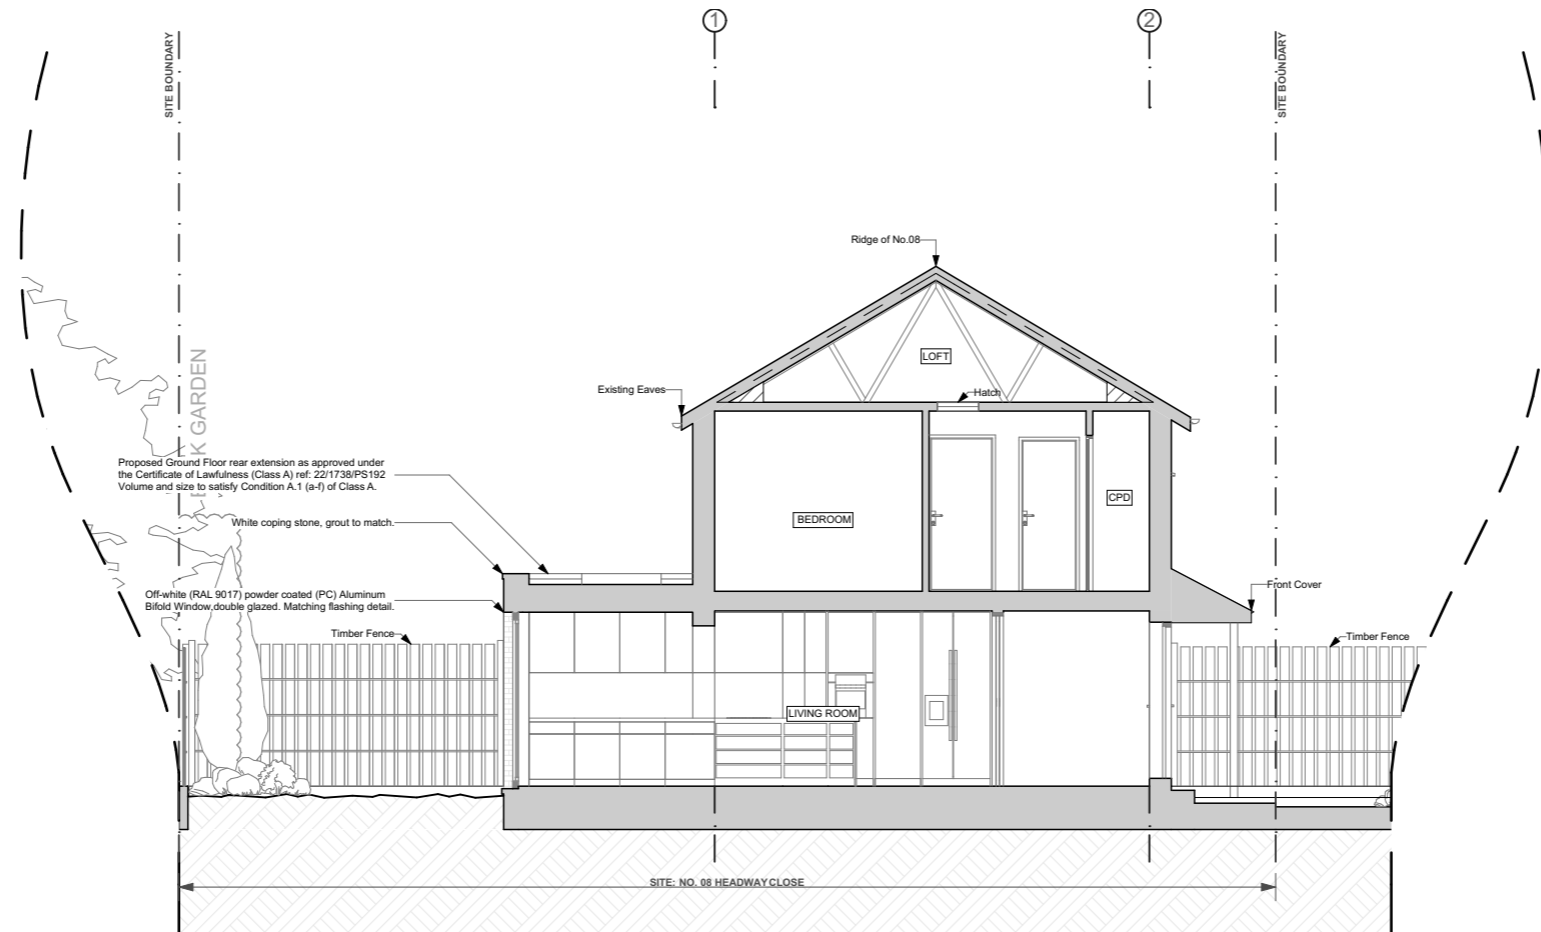 1
2
SITE BOUNDARY
SITE BOUNDARY
Ridge of No.08
LOFT
Existing Eaves
Hatch
K GARDEN
Proposed Ground Floor rear extension as approved under
the Certificate of Lawfulness (Class A) ref: 22/1738/PS192
Volume and size to satisfy Condition A.1 (a-f) of Class A.
CPD
BEDROOM
White coping stone, grout to match.
Off-white (RAL 9017) powder coated (PC) Aluminum
Bifold Window,double glazed. Matching flashing detail.
Front Cover
Timber Fence
Timber Fence
LIVING ROOM
SITE: NO. 08 HEADWAY CLOSE